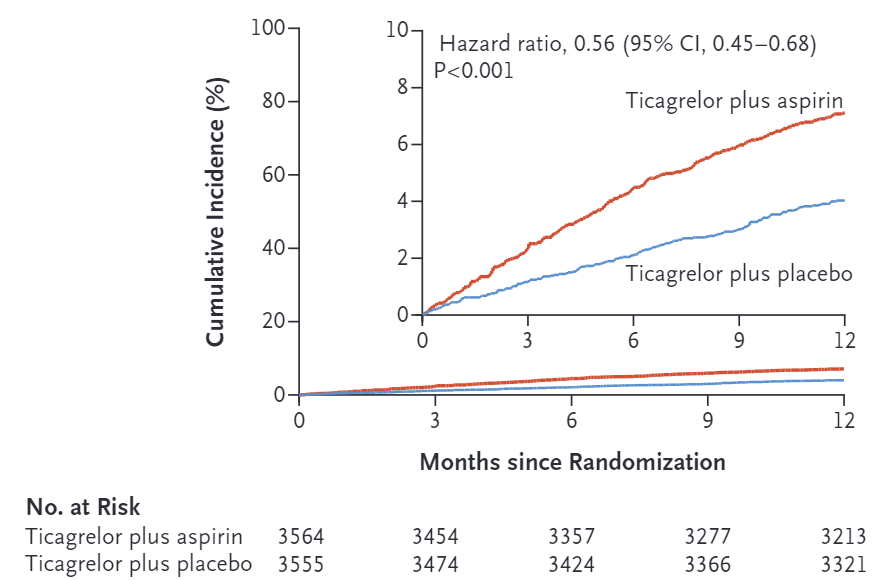 100
80
60
40
20
0
Cumulative Incidence (%)
10
8
6
4
2
0
Hazard ratio, 0.56 (95% CI, 0.45–0.68)
P<0.001
Ticagrelor plus aspirin
Ticagrelor plus placebo
0 3 6 9 12
0 3 6 9 12
Months since Randomization
No. at Risk
Ticagrelor plus aspirin 3564 3454 3357 3277 3213
Ticagrelor plus placebo 3555 3474 3424 3366 3321